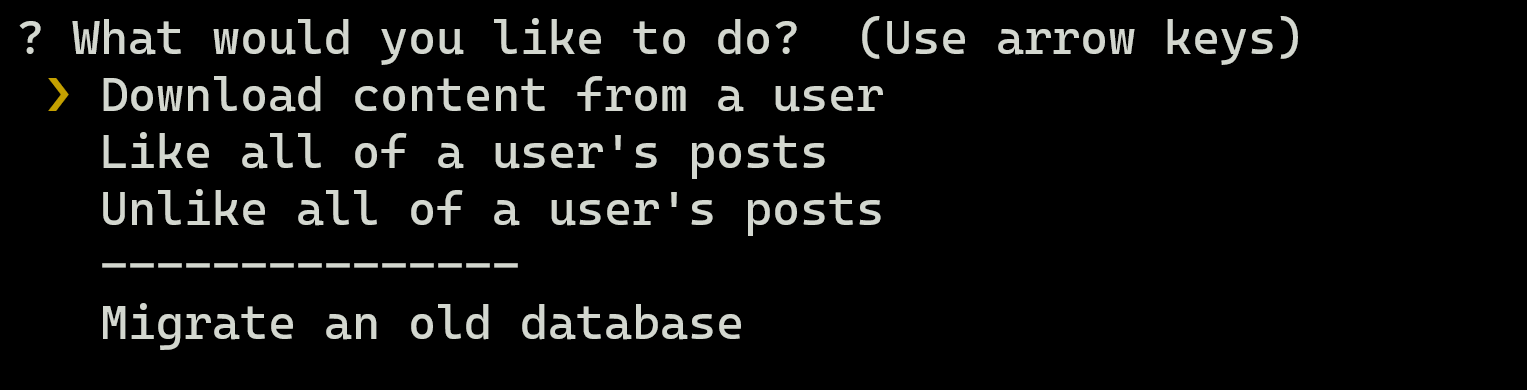 ? What would you like to do?  (Use arrow keys)
❯ Download content from a user
Like all of a user's posts
Unlike all of a user's posts
---------------
Migrate an old database